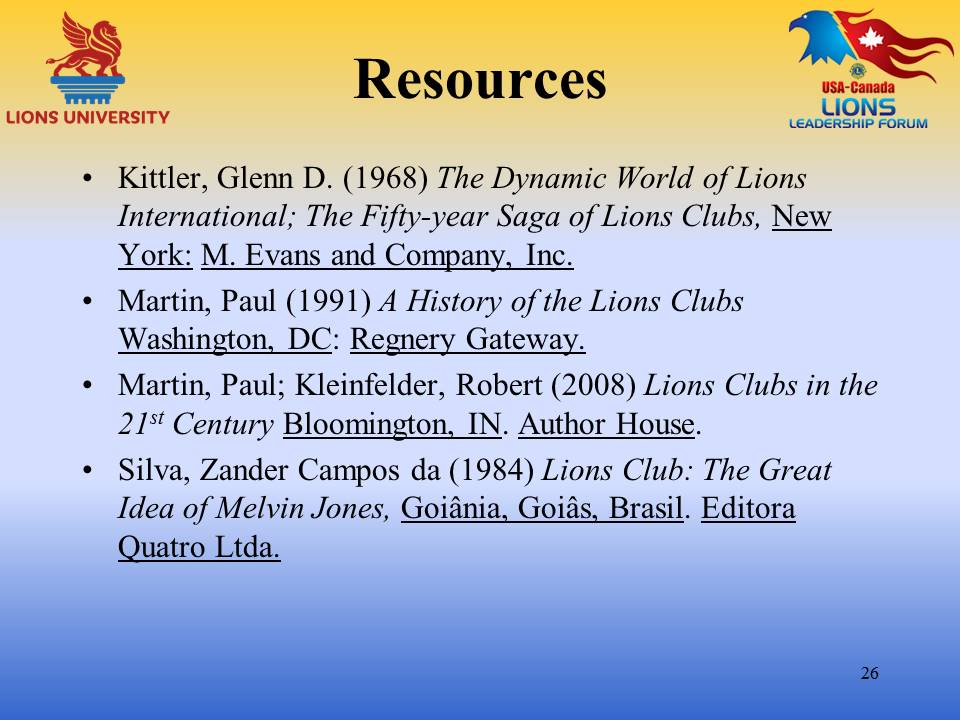 Resources
LIONS UNIVERSITY
USA-Canada
LIONS
LEADERSHIP FORUM
• Kittler, Glenn D. (1968) The Dynamic World of Lions
International; The Fifty-year Saga of Lions Clubs, New
York: M. Evans and Company, Inc.
• Martin, Paul (1991) A History of the Lions Clubs
Washington, DC: Regnery Gateway.
• Martin, Paul; Kleinfelder, Robert (2008) Lions Clubs in the
21st Century Bloomington, IN. Author House.
• Silva, Zander Campos da (1984) Lions Club: The Great
Idea of Melvin Jones, Goiânia, Goiâs, Brasil. Editora
Quatro Ltda.
26